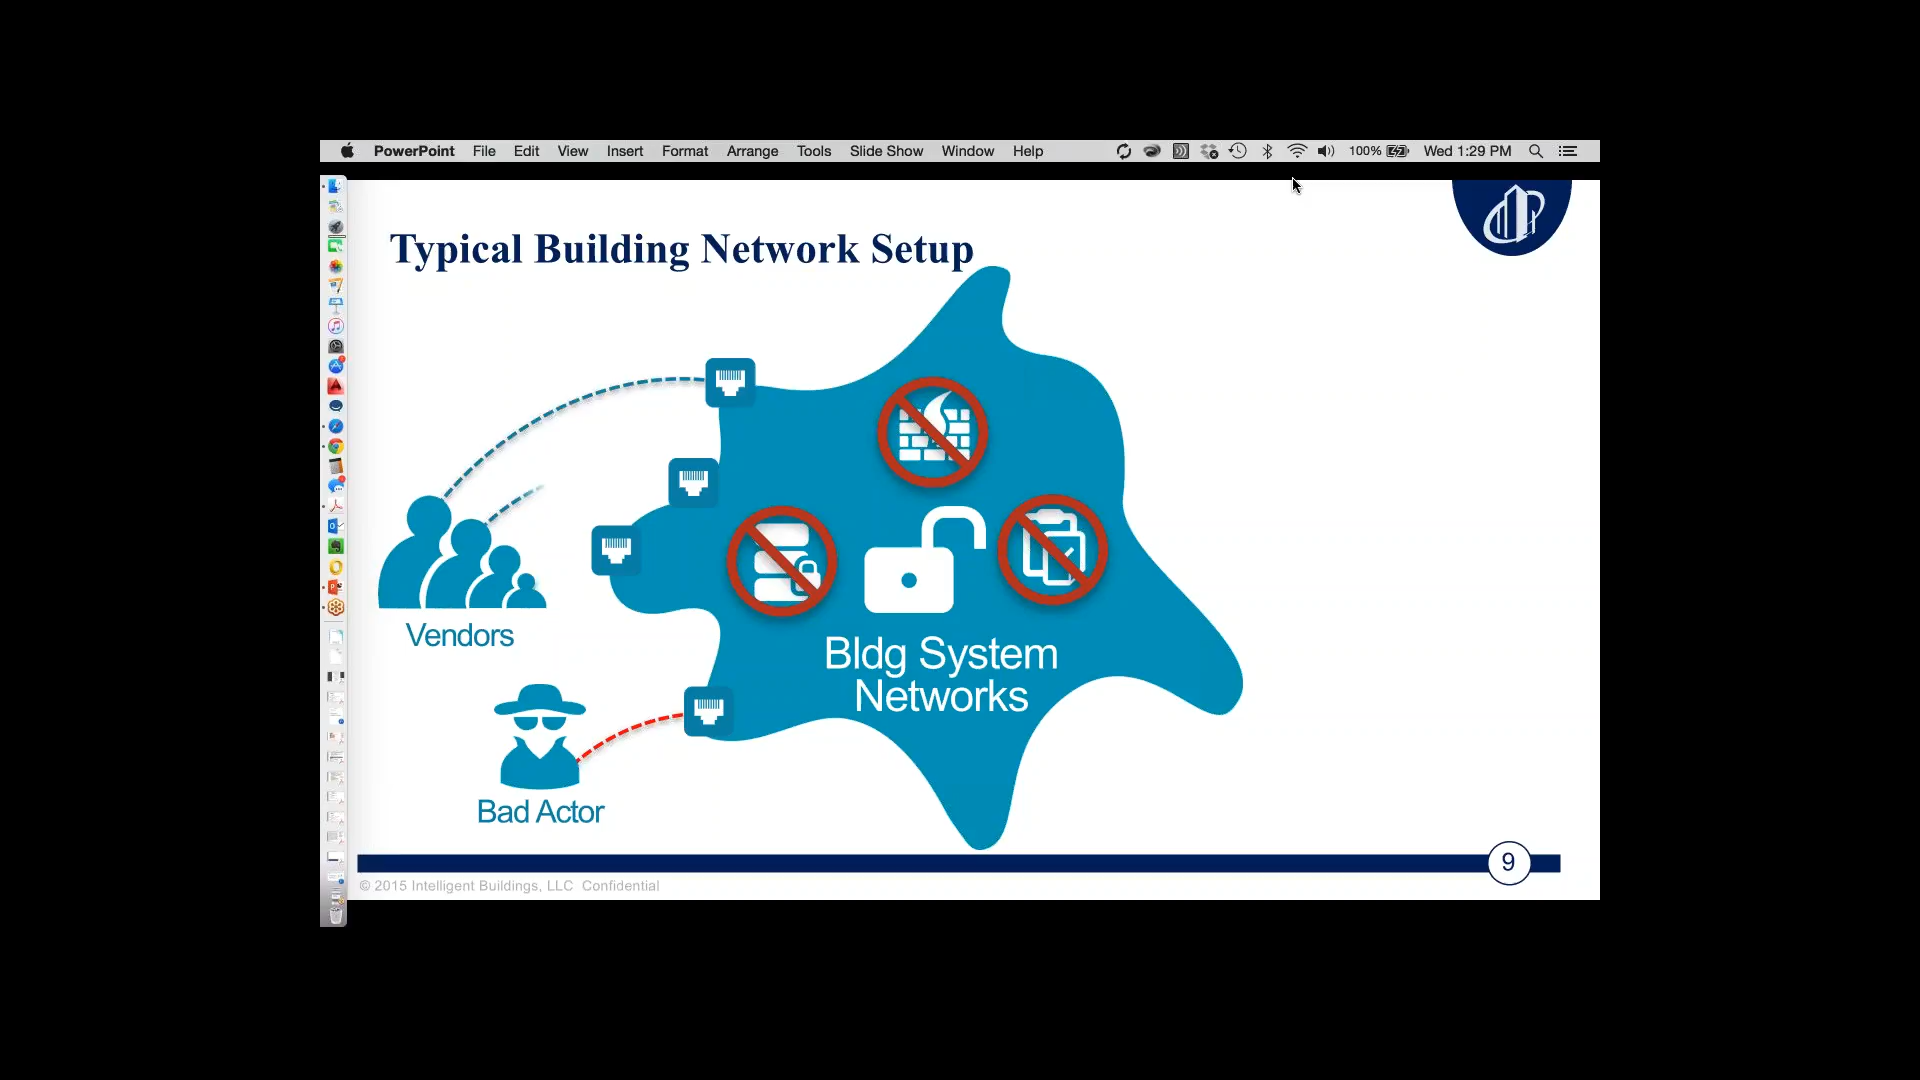 PowerPoint File Edit View Insert Format Arrange Tools Slide Show Window Help 100% Wed 1:29 PM
Typical Building Network Setup
Vendors
Bldg System
Networks
Bad Actor
9
© 2015 Intelligent Buildings, LLC Confidential